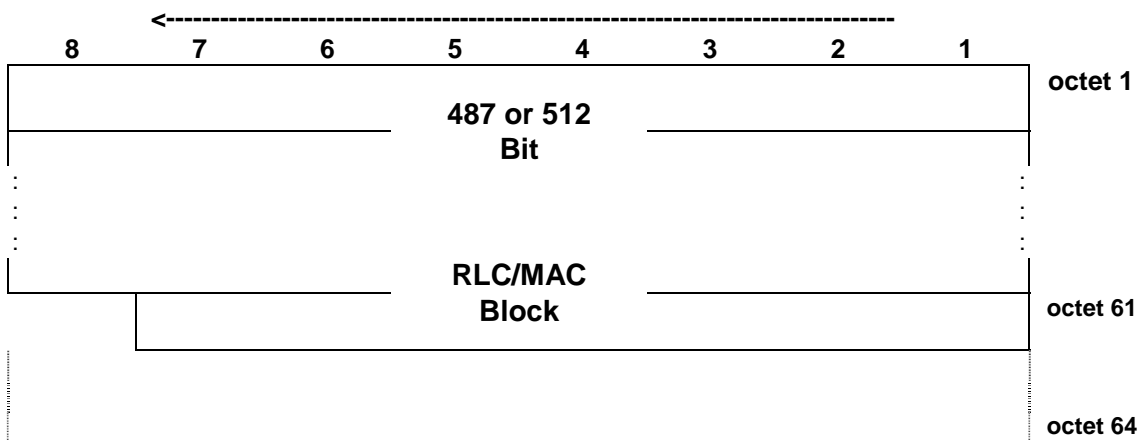 <---------------------------------------------------------------------------------
8 7 6 5 4 3 2 1
octet 1
487 or 512
Bit
: :
: :
: :
RLC/MAC
Block
octet 61
octet 64